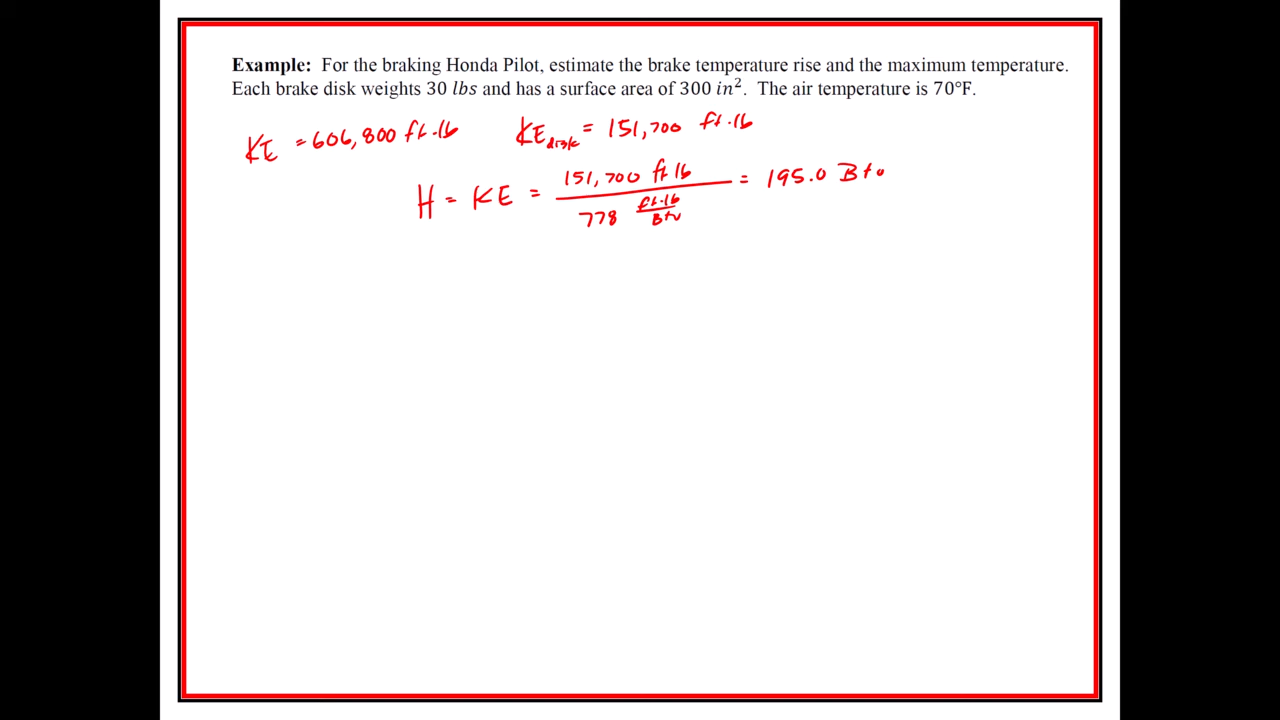 Example: For the braking Honda Pilot, estimate the brake temperature rise and the maximum temperature.
Each brake disk weights 30 lbs and has a surface area of 300 in². The air temperature is 70°F.
KE = 606,800 ft·lb KE disk = 151,700 ft·lb
H = KE = 151,700 ft lb / 778 ft·lb/Btu = 195.0 Btu